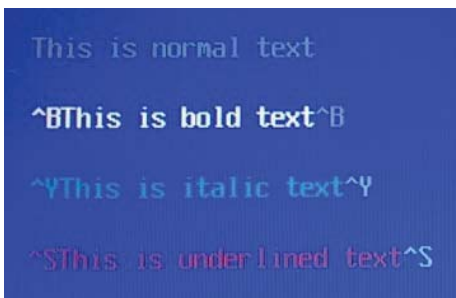 This is normal text
^BThis is bold text^B
^YThis is italic text^Y
^SThis is underlined text^S